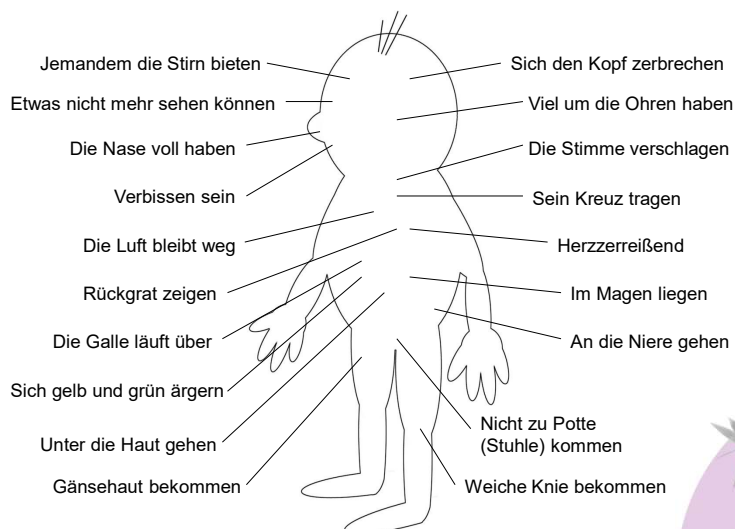 Jemandem die Stirn bieten
Etwas nicht mehr sehen können
Die Nase voll haben
Verbissen sein
Die Luft bleibt weg
Rückgrat zeigen
Die Galle läuft über
Sich gelb und grün ärgern
Unter die Haut gehen
Gänsehaut bekommen
Sich den Kopf zerbrechen
Viel um die Ohren haben
Die Stimme verschlagen
Sein Kreuz tragen
Herzzerreißend
Im Magen liegen
An die Niere gehen
Nicht zu Potte
(Stuhle) kommen
Weiche Knie bekommen